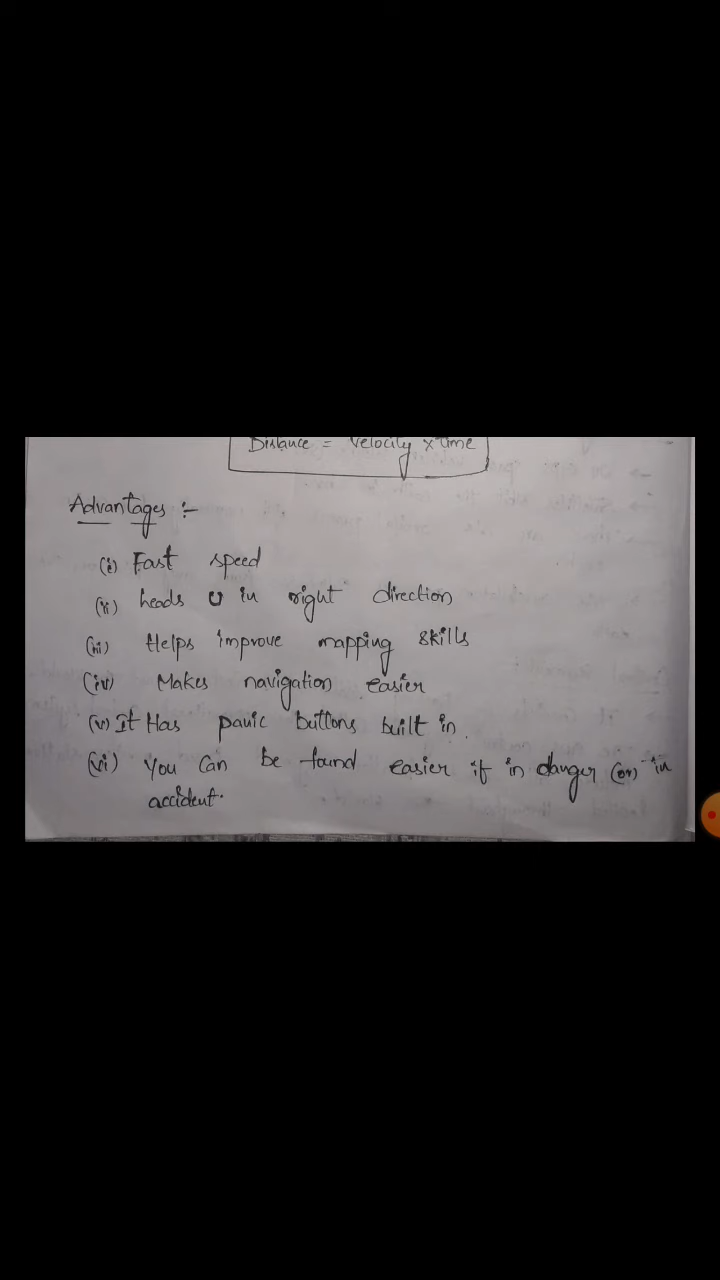 Distance = Velocity x time
Advantages :-
(i) Fast speed
(ii) heads U in right direction
(iii) Helps improve mapping skills
(iv) Makes navigation easier
(v) It Has panic buttons built in.
(vi) You Can be found easier if in danger (or) in
accident.